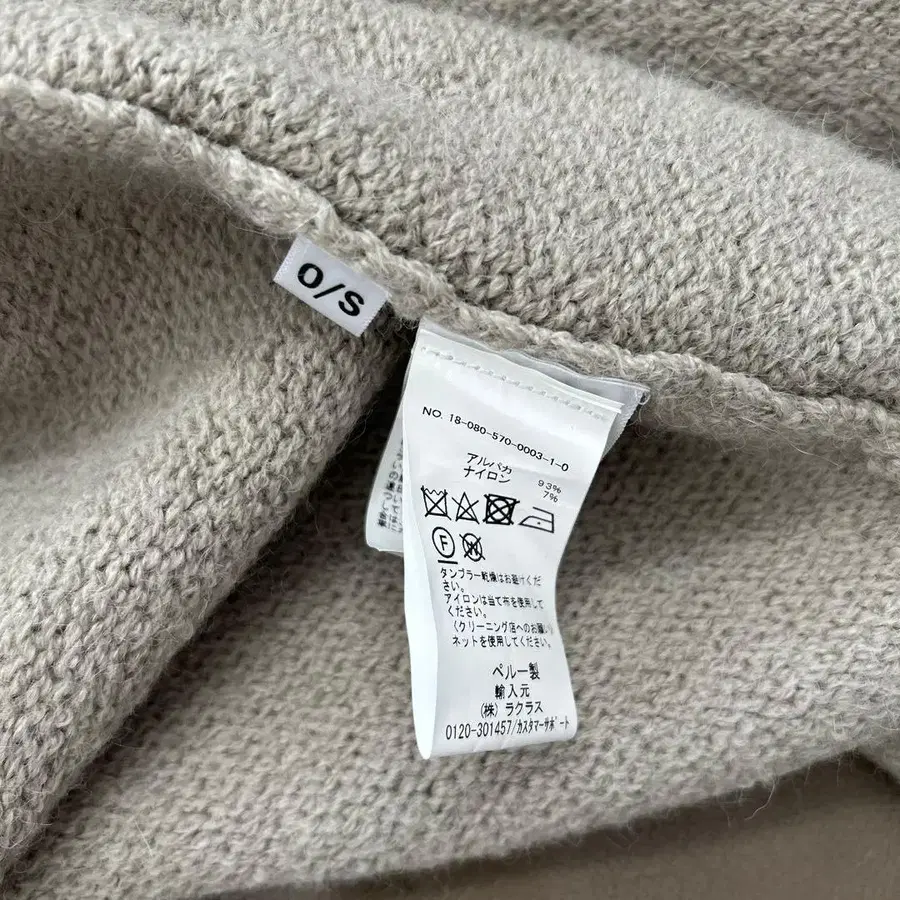 O/S
NO. 18-080-570-0003-1-0
アルパカ 93%
ナイロン 7%
F
W
タンブラー乾燥はお避けくだ
さい。
アイロンは当て布を使用して
ください。
〈クリーニング店へのお願い〉
ネットを使用してください。
ペルー製
輸入元
(株) ラクラス
0120-301457/カスタマーサポート